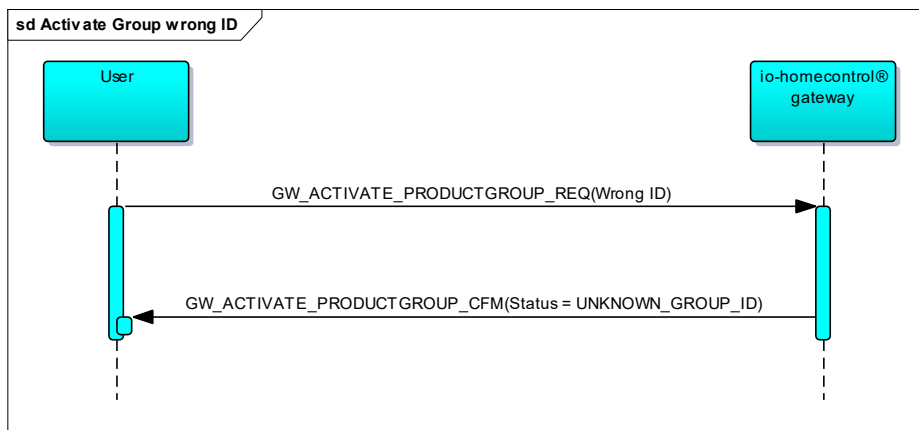 sd Activate Group wrong ID
User
io-homecontrol®
gateway
GW_ACTIVATE_PRODUCTGROUP_REQ(Wrong ID)
GW_ACTIVATE_PRODUCTGROUP_CFM(Status = UNKNOWN_GROUP_ID)